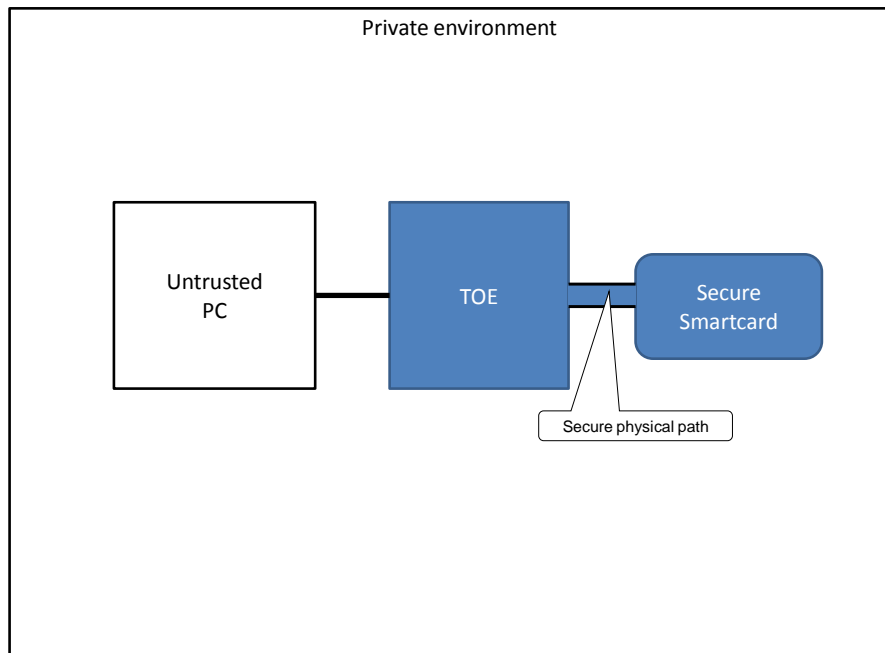 Private environment
Untrusted
PC
TOE
Secure
Smartcard
Secure physical path